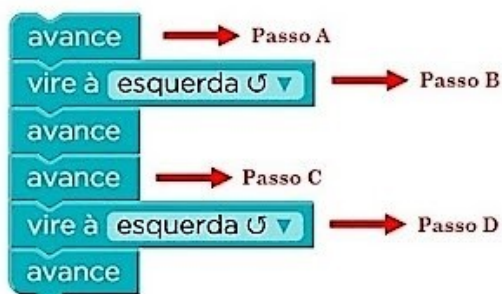 avance Passo A
vire à esquerda ↺ ▼ Passo B
avance
avance Passo C
vire à esquerda ↺ ▼ Passo D
avance